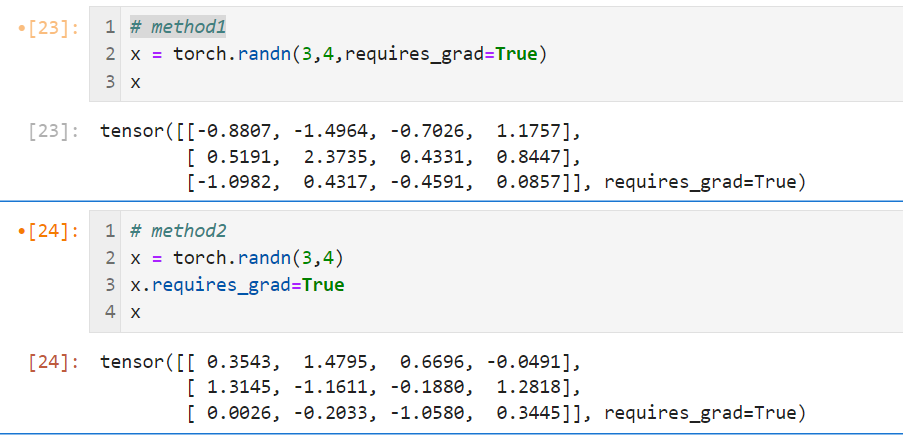 •[23]: 1 # method1
2 x = torch.randn(3,4,requires_grad=True)
3 x
[23]: tensor([[-0.8807, -1.4964, -0.7026,  1.1757],
        [ 0.5191,  2.3735,  0.4331,  0.8447],
        [-1.0982,  0.4317, -0.4591,  0.0857]], requires_grad=True)
•[24]: 1 # method2
2 x = torch.randn(3,4)
3 x.requires_grad=True
4 x
[24]: tensor([[ 0.3543,  1.4795,  0.6696, -0.0491],
        [ 1.3145, -1.1611, -0.1880,  1.2818],
        [ 0.0026, -0.2033, -1.0580,  0.3445]], requires_grad=True)